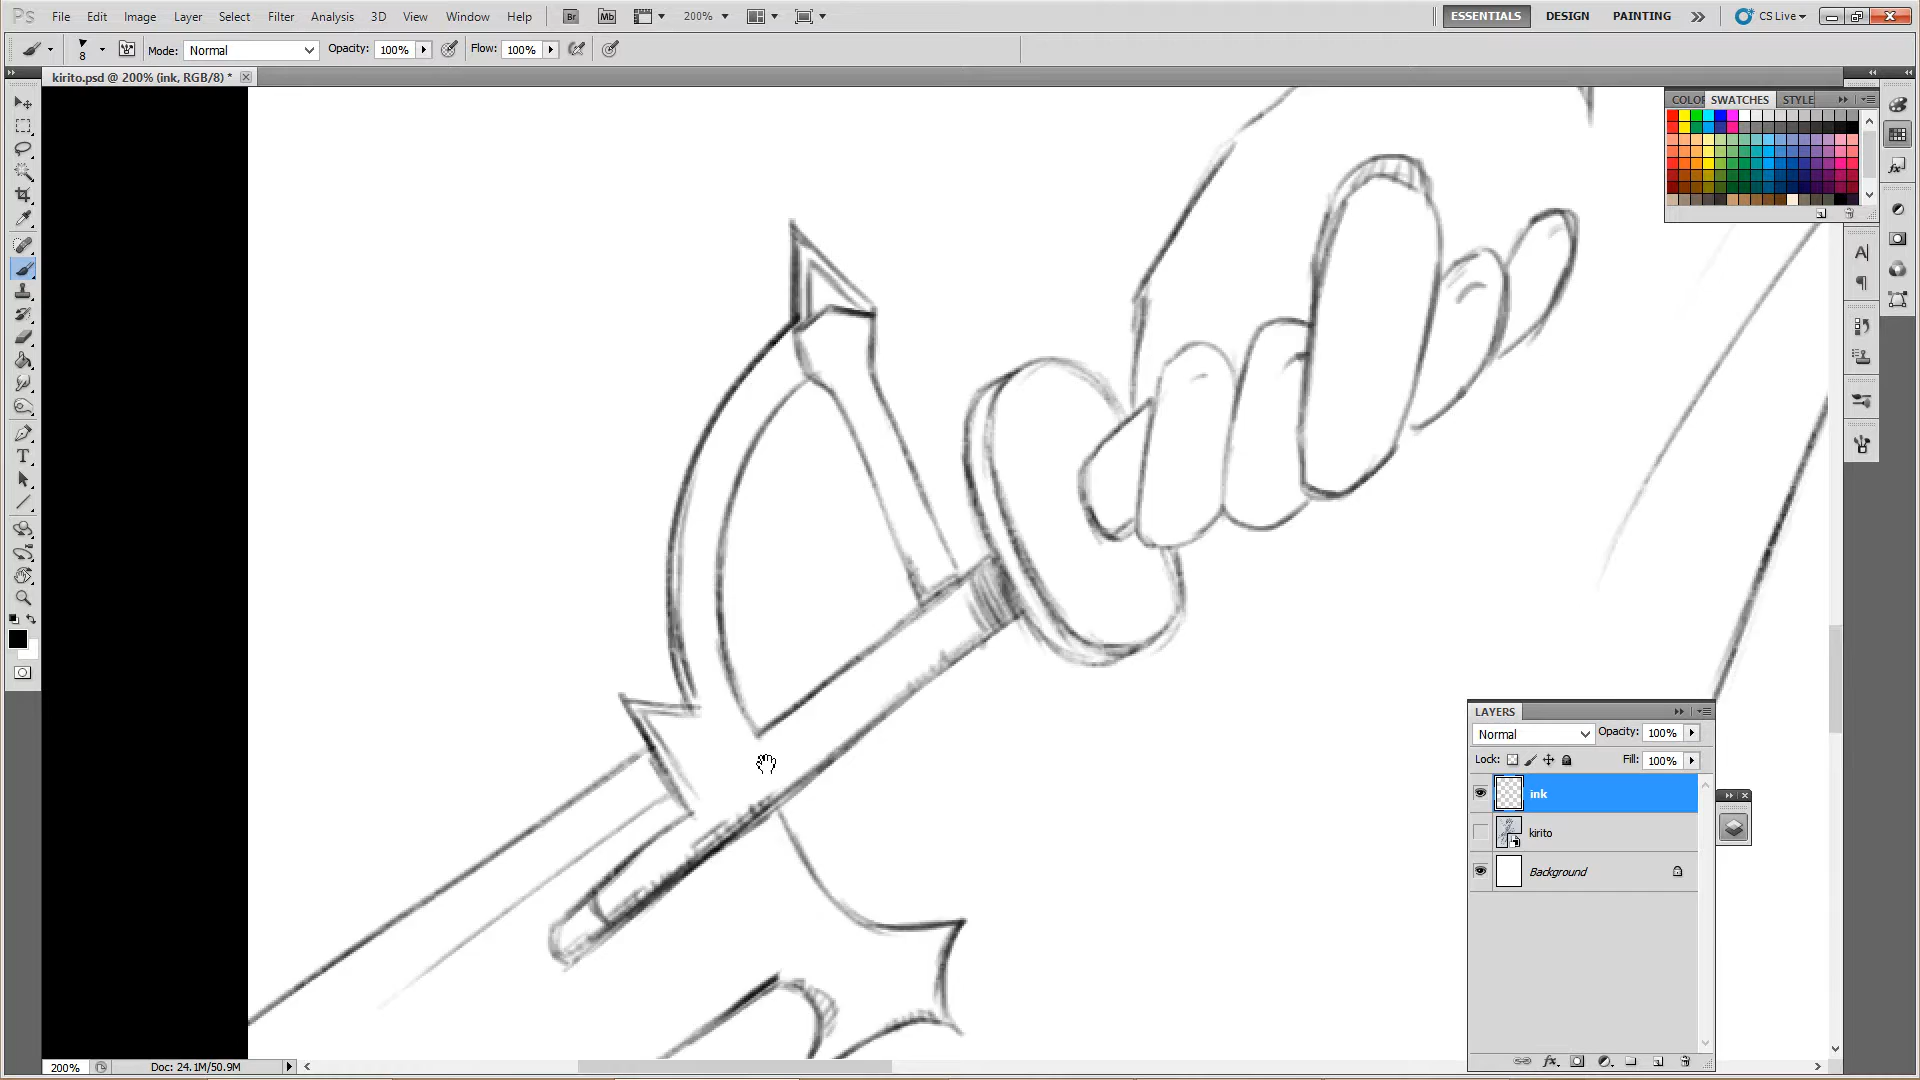 Ps File Edit Image Layer Select Filter Analysis 3D View Window Help Br Mb 200% ESSENTIALS DESIGN PAINTING CS Live
8 Mode: Normal Opacity: 100% Flow: 100%
kirito.psd @ 200% (ink, RGB/8) *
COLOR SWATCHES STYLE
LAYERS
Normal Opacity: 100%
Lock: Fill: 100%
ink
kirito
Background
200% Doc: 24.1M/50.9M